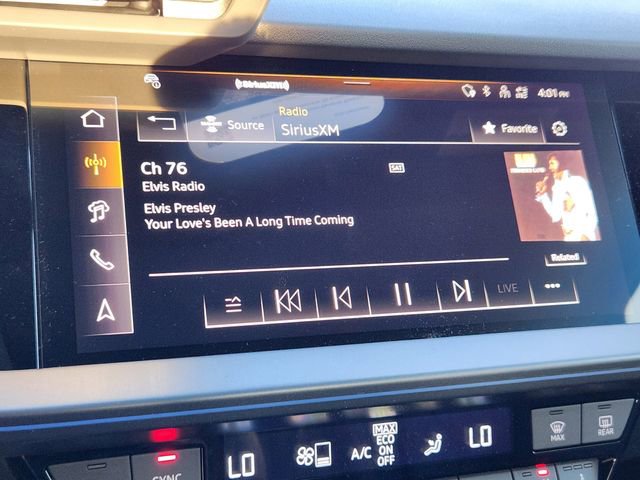 ((SiriusXM))
4:01 PM
Radio
Source
SiriusXM
Favorite
Ch 76
SAT
Elvis Radio
Elvis Presley
Your Love's Been A Long Time Coming
Related
LIVE
MAX
REAR
SYNC
LO
A/C
MAX
ECO
ON
OFF
LO